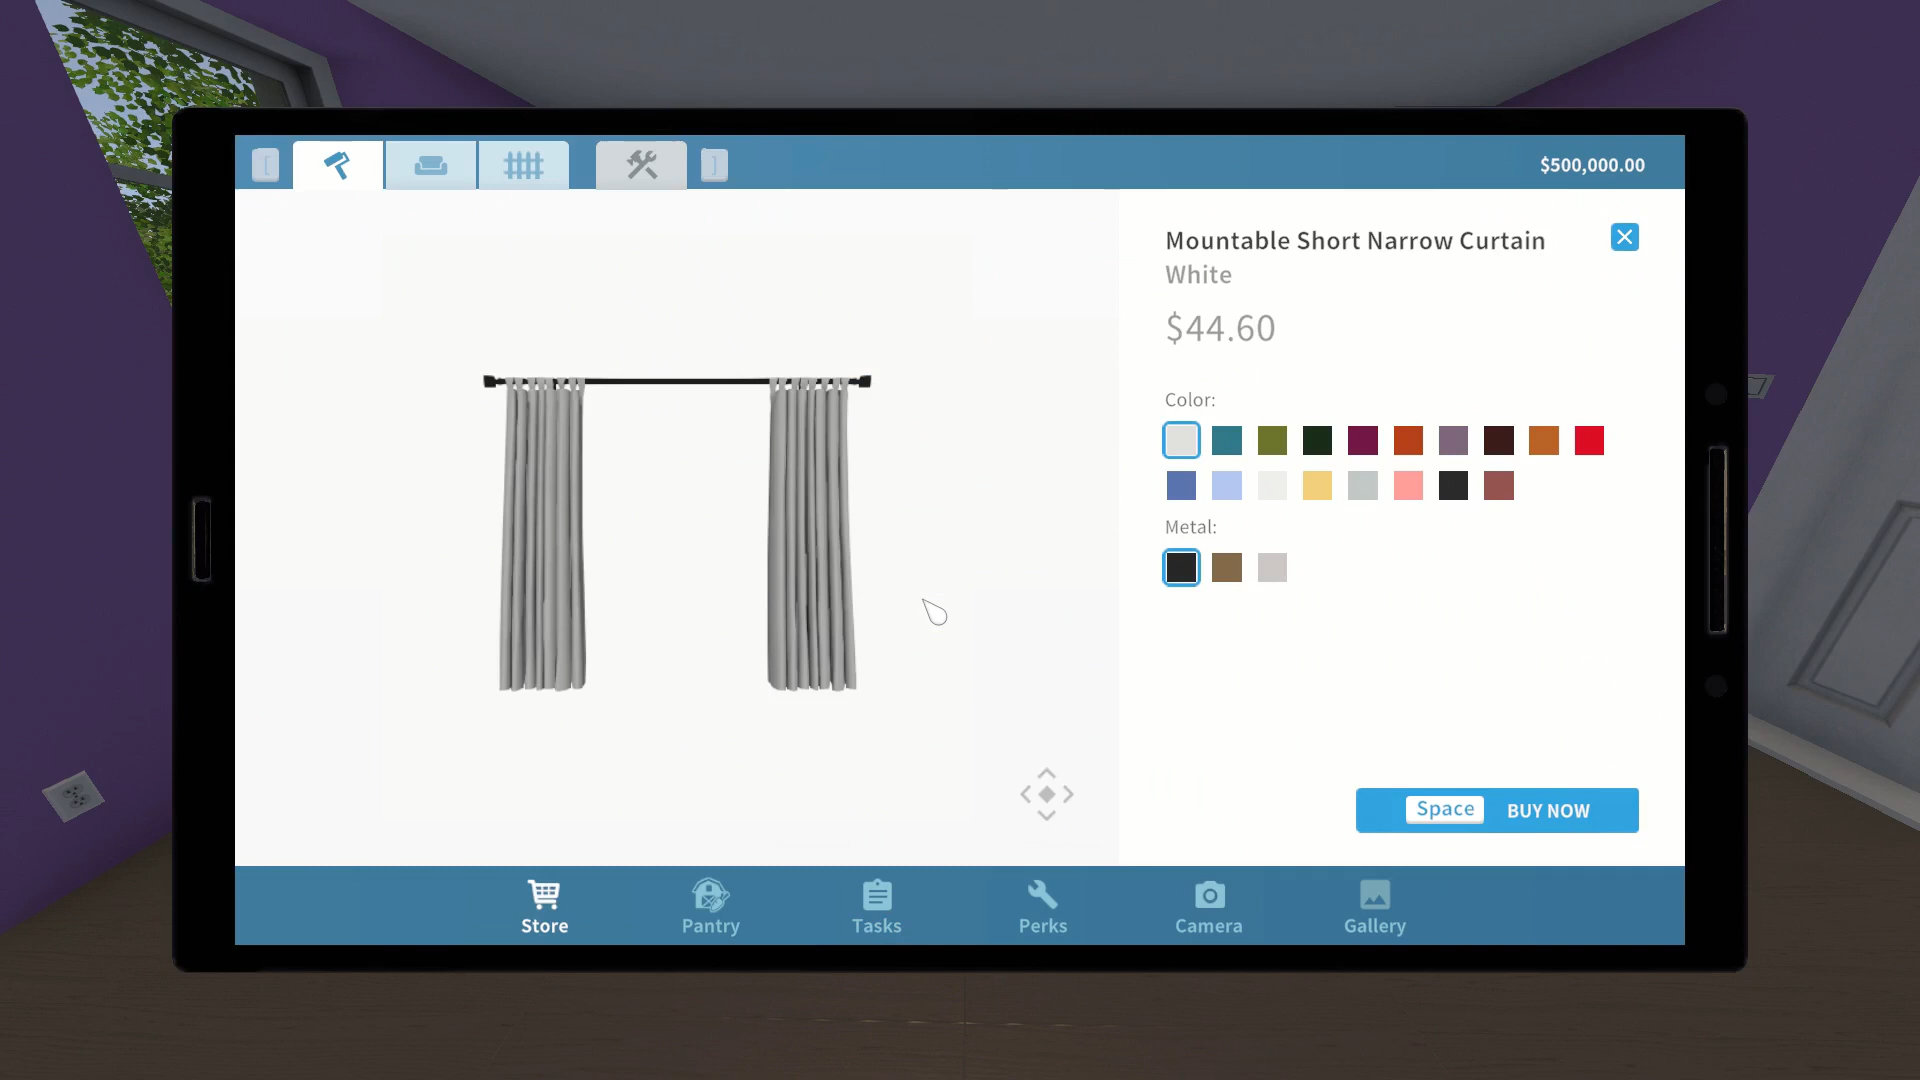 [
]
$500,000.00
Mountable Short Narrow Curtain
White
$44.60
Color:
Metal:
Space BUY NOW
Store
Pantry
Tasks
Perks
Camera
Gallery